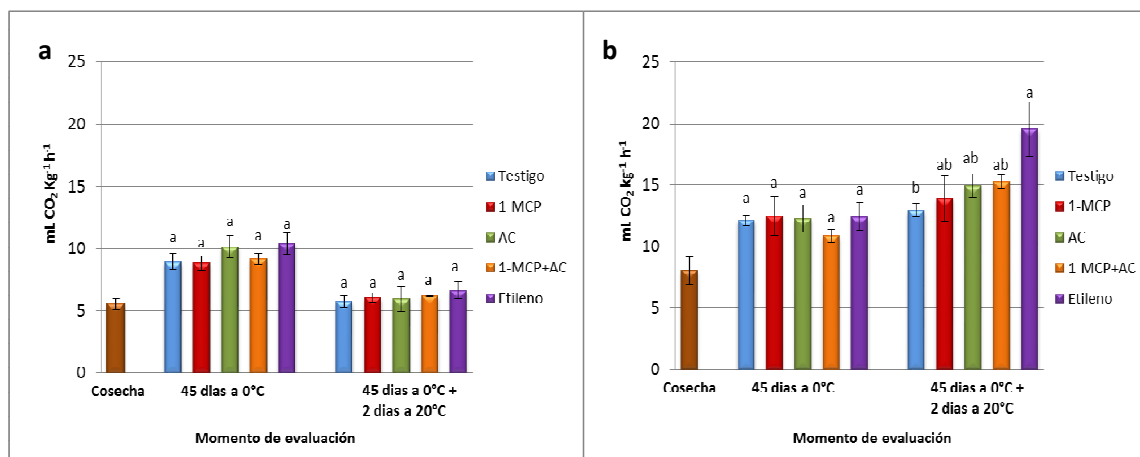 a
25
20
15
10
5
0
mL CO₂ Kg⁻¹ h⁻¹
a
a
a
a
a
a
a
a
a
a
Cosecha
45 dias a 0°C
45 dias a 0°C +
2 dias a 20°C
Momento de evaluación
Testigo
1 MCP
AC
1-MCP+AC
Etileno
b
25
20
15
10
5
0
mL CO₂ kg⁻¹ h⁻¹
a
a
a
a
a
b
ab
ab
ab
a
Cosecha
45 dias a 0°C
45 dias a 0°C +
2 dias a 20°C
Momento de evaluación
Testigo
1-MCP
AC
1 MCP+AC
Etileno